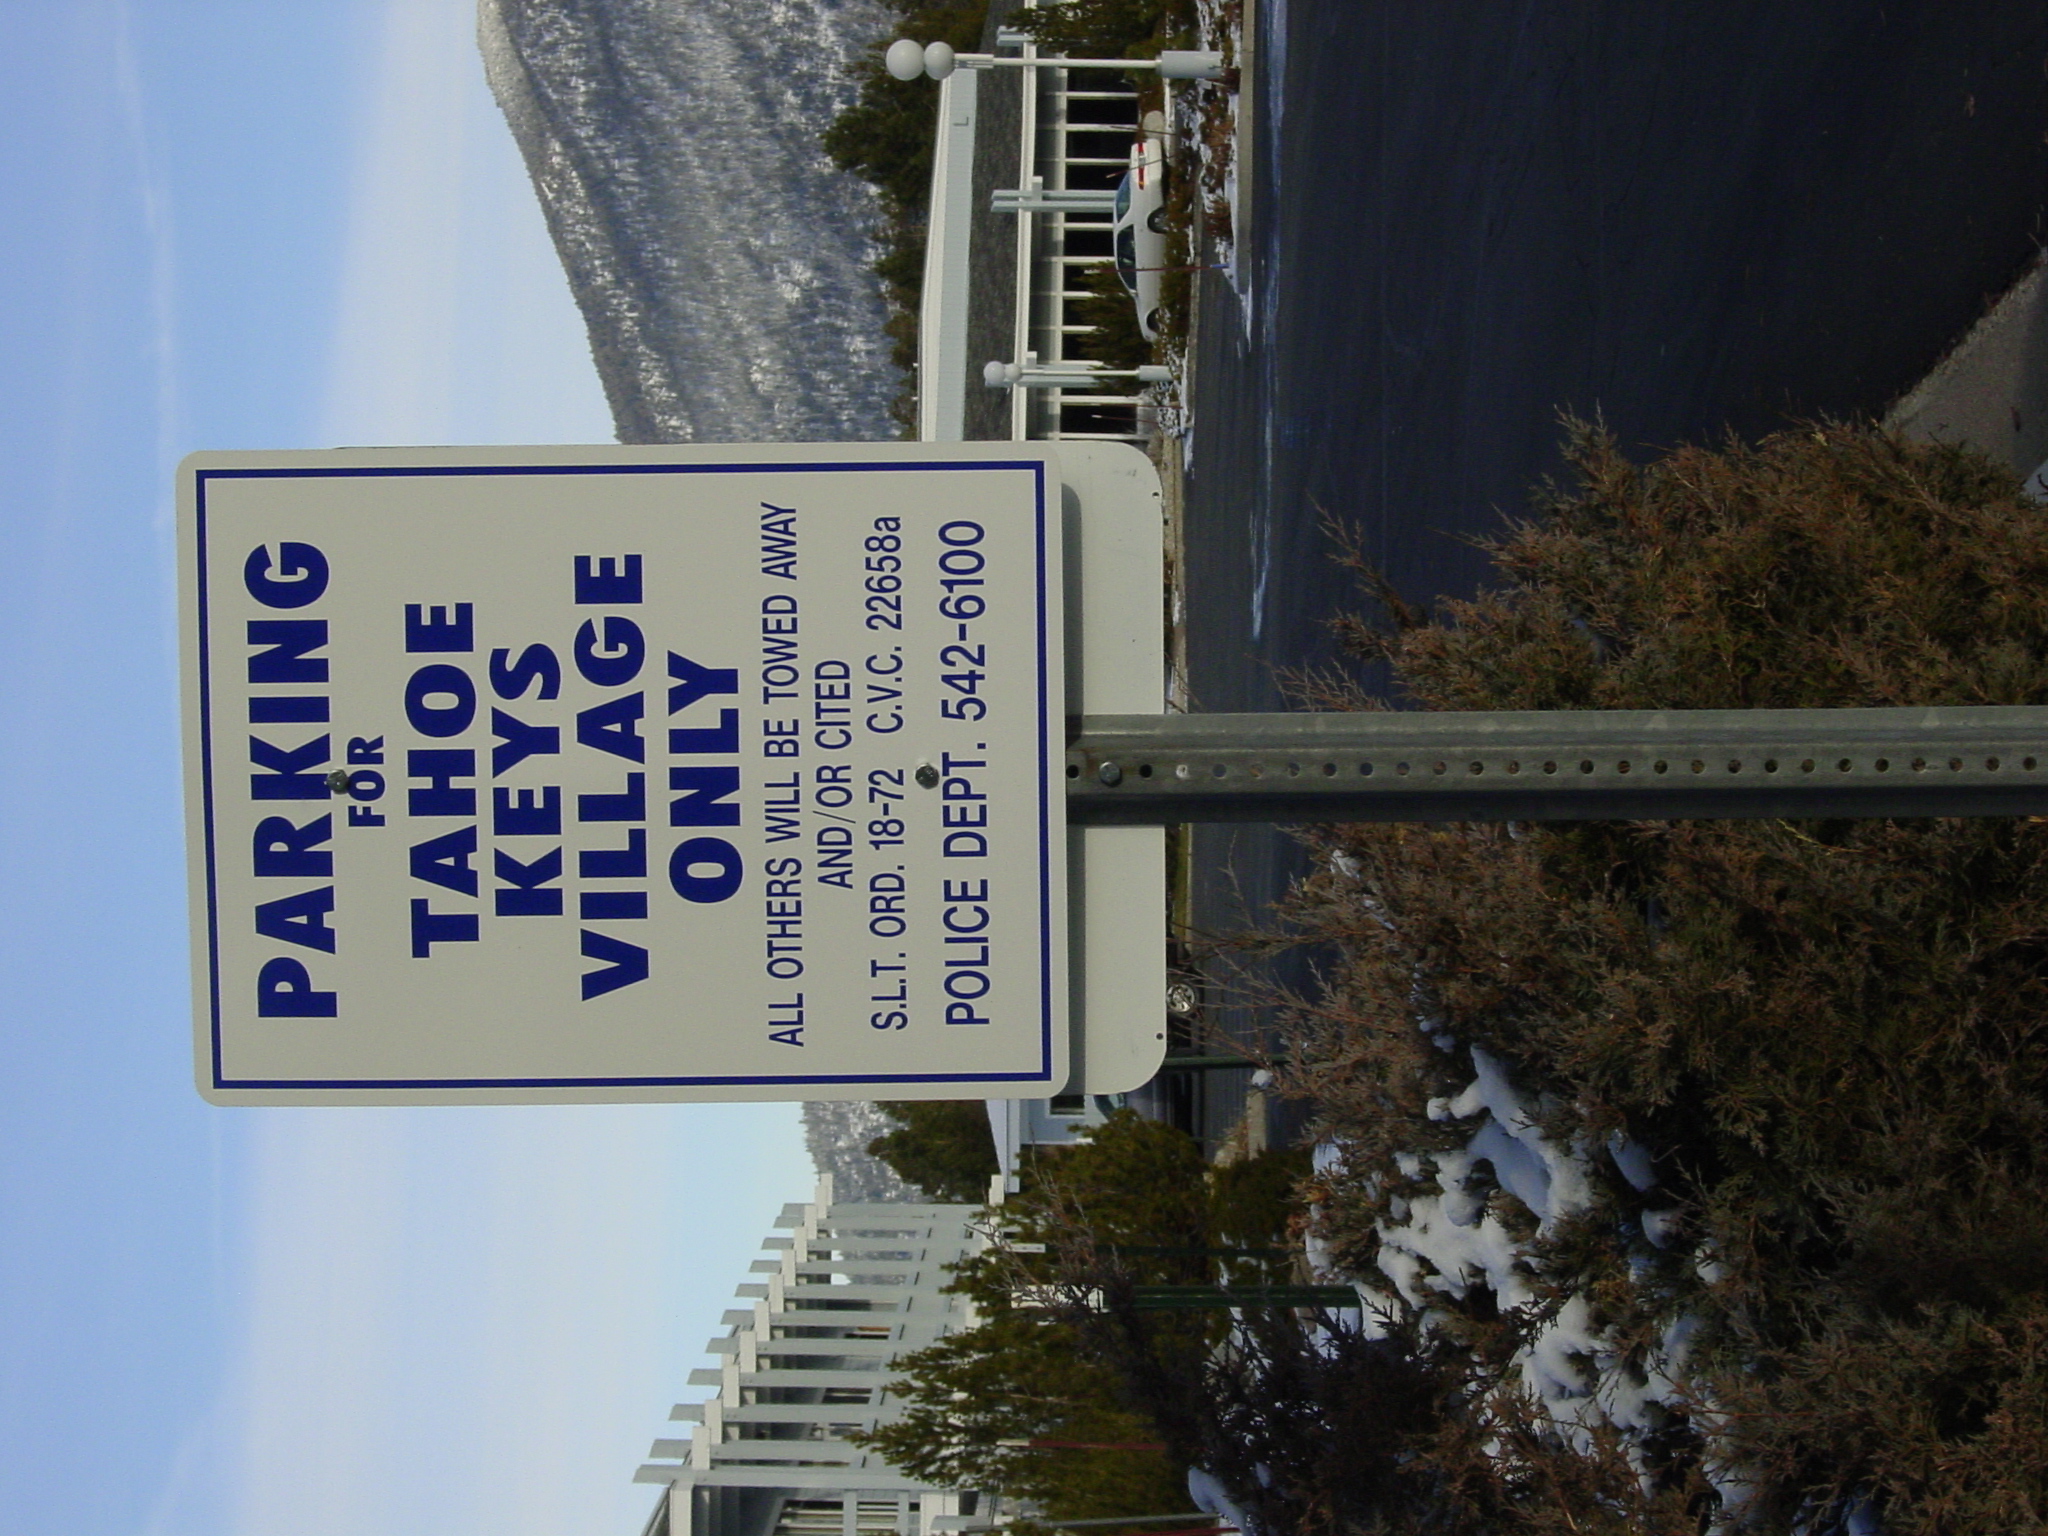 PARKING
FOR
TAHOE
KEYS
VILLAGE
ONLY
ALL OTHERS WILL BE TOWED AWAY
AND/OR CITED
S.L.T. ORD. 18-72 C.V.C. 22658a
POLICE DEPT. 542-6100